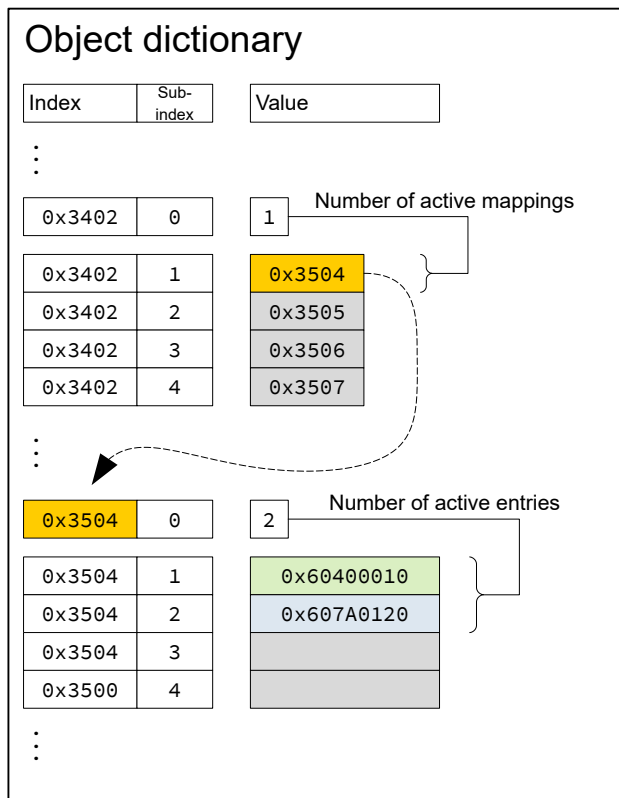 Object dictionary
Index Sub-index Value
0x3402 0 1 Number of active mappings
0x3402 1 0x3504
0x3402 2 0x3505
0x3402 3 0x3506
0x3402 4 0x3507
0x3504 0 2 Number of active entries
0x3504 1 0x60400010
0x3504 2 0x607A0120
0x3504 3
0x3500 4